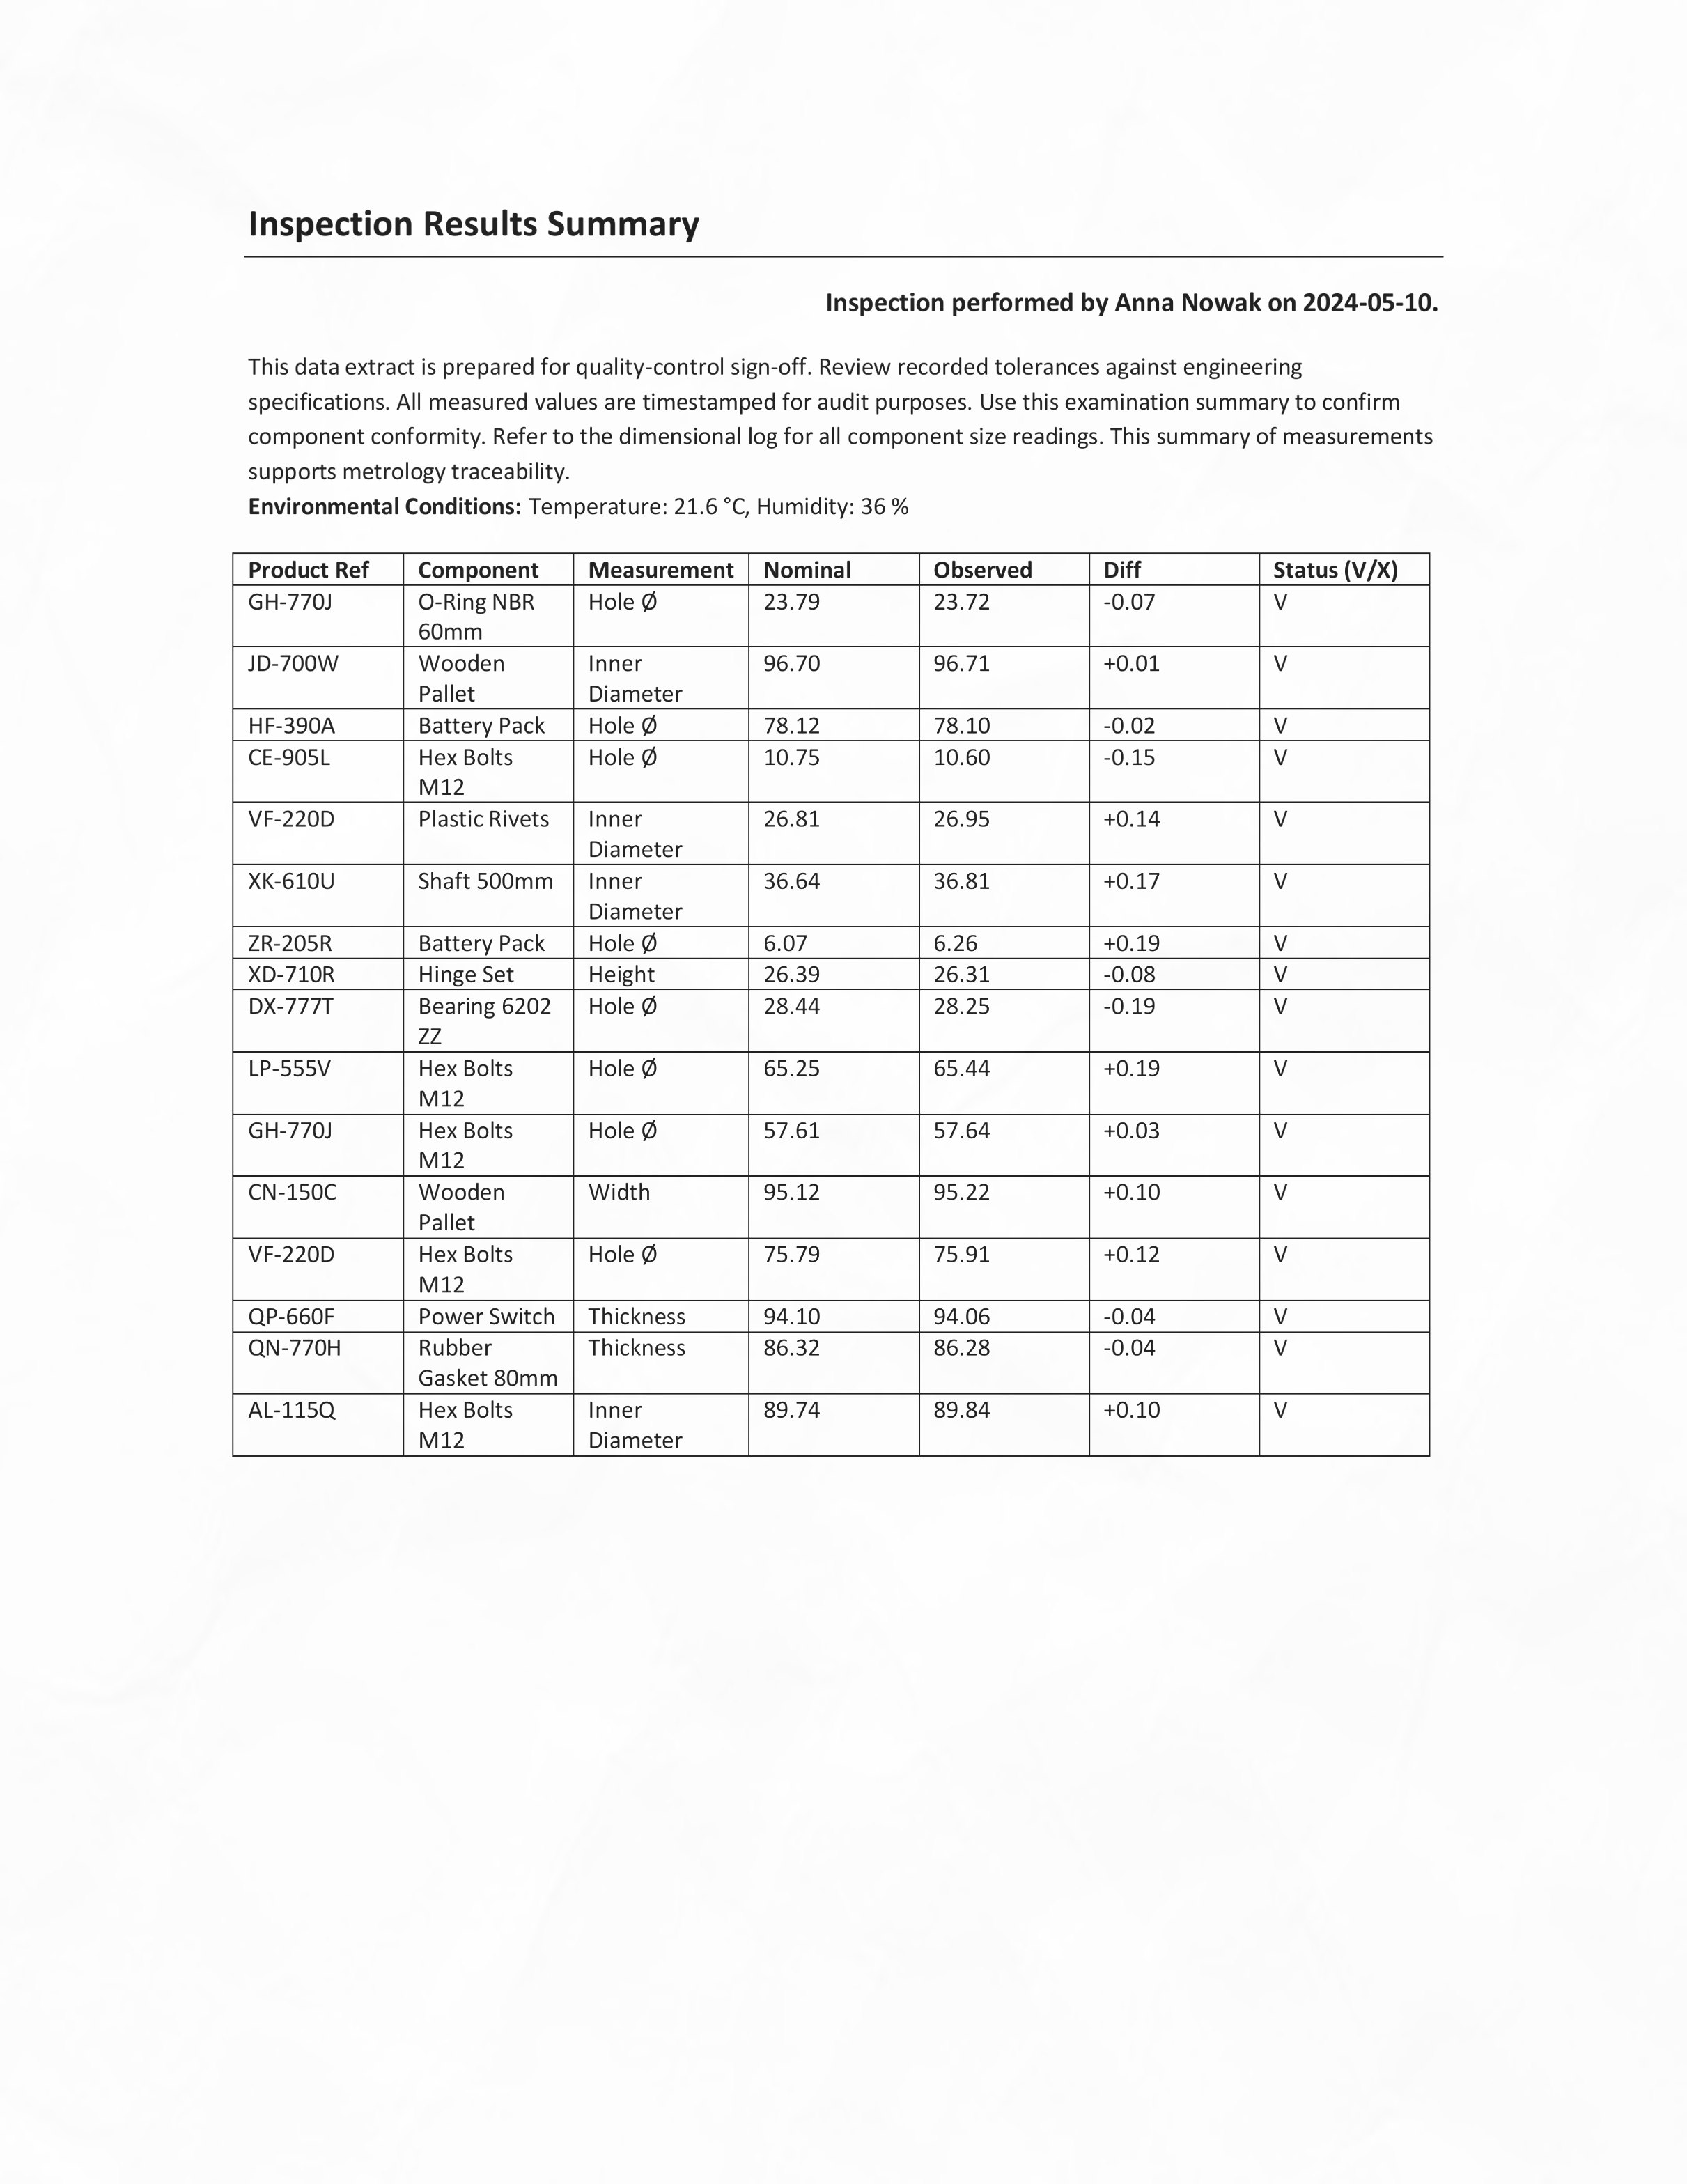 Inspection Results Summary
Inspection performed by Anna Nowak on 2024-05-10.
This data extract is prepared for quality-control sign-off. Review recorded tolerances against engineering
specifications. All measured values are timestamped for audit purposes. Use this examination summary to confirm
component conformity. Refer to the dimensional log for all component size readings. This summary of measurements
supports metrology traceability.
Environmental Conditions: Temperature: 21.6 °C, Humidity: 36 %
Product Ref Component Measurement Nominal Observed Diff Status (V/X)
GH-770J O-Ring NBR Hole Ø 23.79 23.72 -0.07 V
60mm
JD-700W Wooden Inner 96.70 96.71 +0.01 V
Pallet Diameter
HF-390A Battery Pack Hole Ø 78.12 78.10 -0.02 V
CE-905L Hex Bolts Hole Ø 10.75 10.60 -0.15 V
M12
VF-220D Plastic Rivets Inner 26.81 26.95 +0.14 V
Diameter
XK-610U Shaft 500mm Inner 36.64 36.81 +0.17 V
Diameter
ZR-205R Battery Pack Hole Ø 6.07 6.26 +0.19 V
XD-710R Hinge Set Height 26.39 26.31 -0.08 V
DX-777T Bearing 6202 Hole Ø 28.44 28.25 -0.19 V
ZZ
LP-555V Hex Bolts Hole Ø 65.25 65.44 +0.19 V
M12
GH-770J Hex Bolts Hole Ø 57.61 57.64 +0.03 V
M12
CN-150C Wooden Width 95.12 95.22 +0.10 V
Pallet
VF-220D Hex Bolts Hole Ø 75.79 75.91 +0.12 V
M12
QP-660F Power Switch Thickness 94.10 94.06 -0.04 V
QN-770H Rubber Thickness 86.32 86.28 -0.04 V
Gasket 80mm
AL-115Q Hex Bolts Inner 89.74 89.84 +0.10 V
M12 Diameter